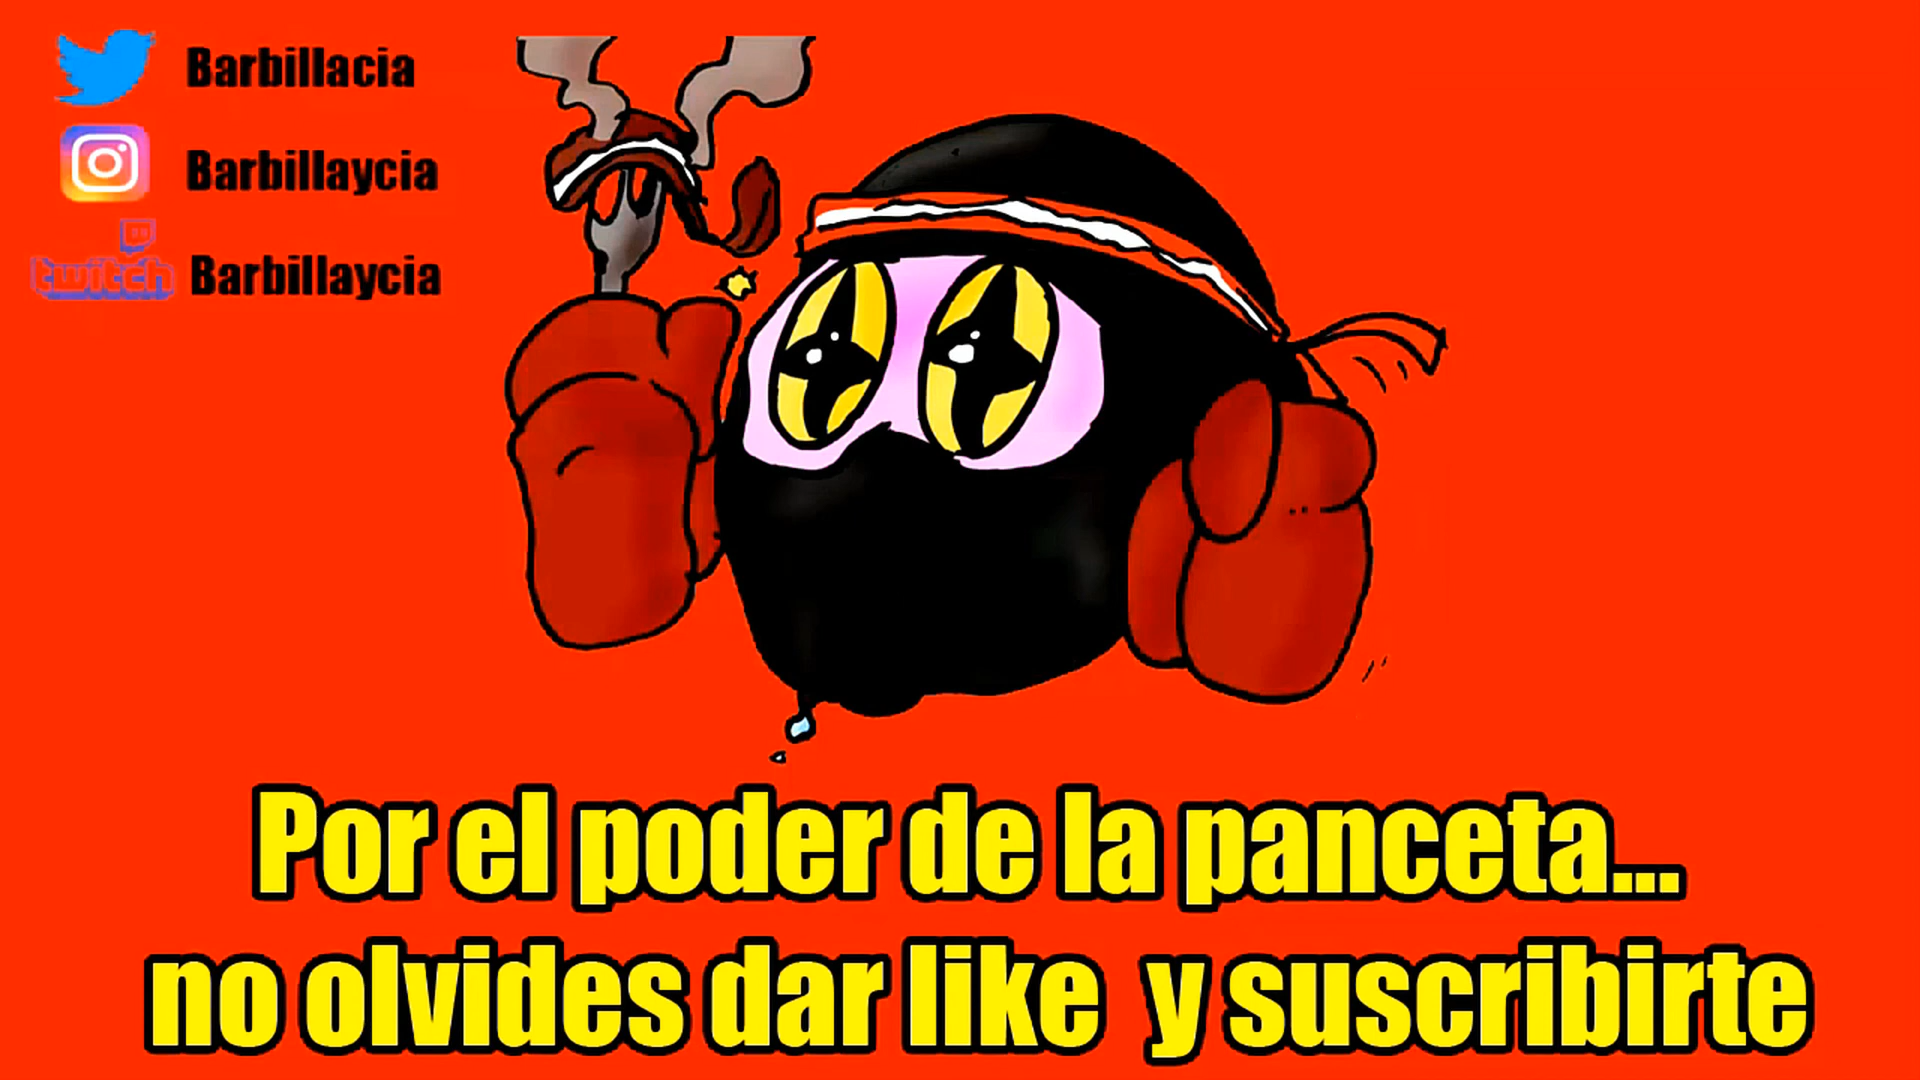 Barbillacia
Barbillaycia
twitch Barbillaycia
Por el poder de la panceta...
no olvides dar like y suscribirte